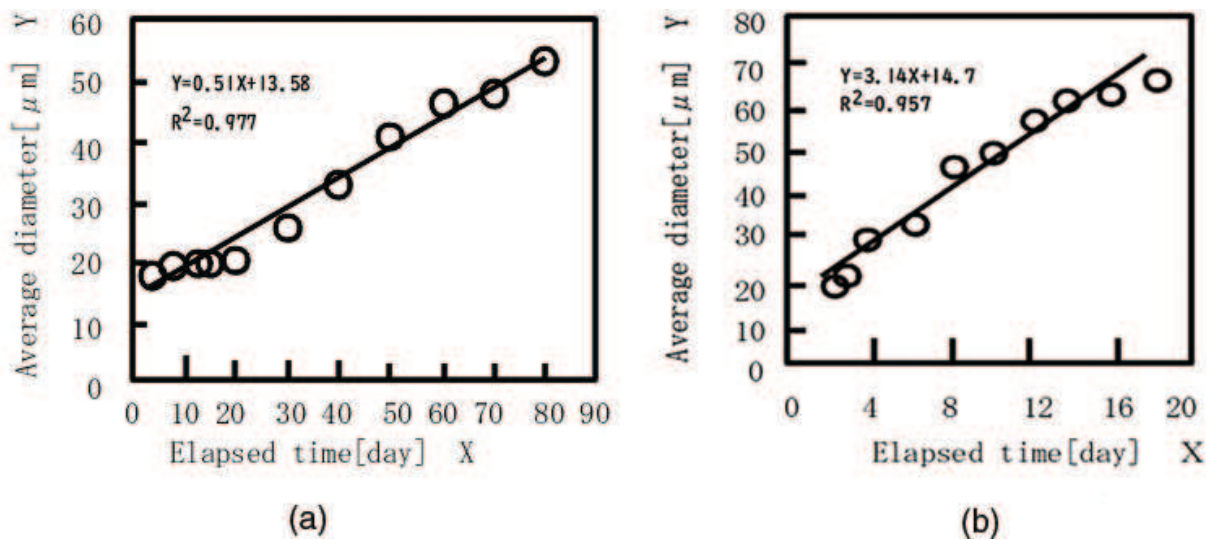 Average diameter[μm] Y
60
50
40
30
20
10
0
Y=0.51X+13.58
R²=0.977
0 10 20 30 40 50 60 70 80 90
Elapsed time[day] X
(a)
Average diameter[μm] Y
80
70
60
50
40
30
20
10
0
Y=3.14X+14.7
R²=0.957
0 4 8 12 16 20
Elapsed time[day] X
(b)